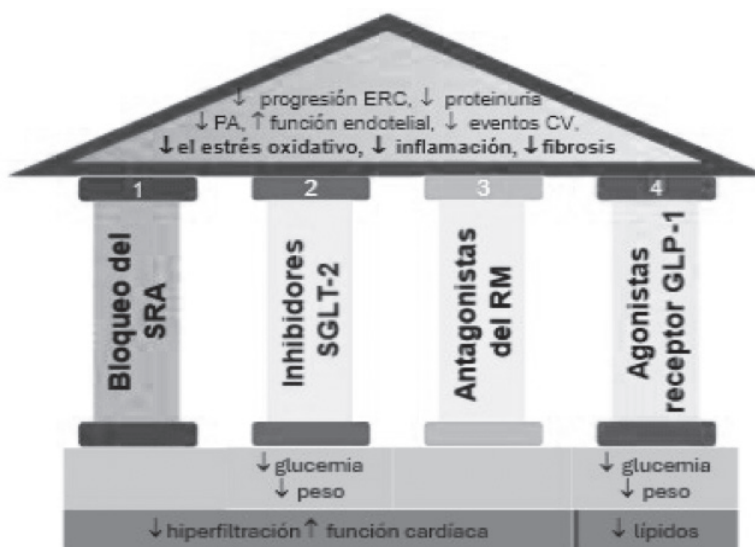 ↓ progresión ERC, ↓ proteinuria
↓ PA, ↑ función endotelial, ↓ eventos CV,
↓ el estrés oxidativo, ↓ inflamación, ↓ fibrosis
1
2
3
4
Bloqueo del
SRA
Inhibidores
SGLT-2
Antagonistas
del RM
Agonistas
receptor GLP-1
↓ glucemia
↓ peso
↓ glucemia
↓ peso
↓ hiperfiltración ↑ función cardíaca
↓ lípidos